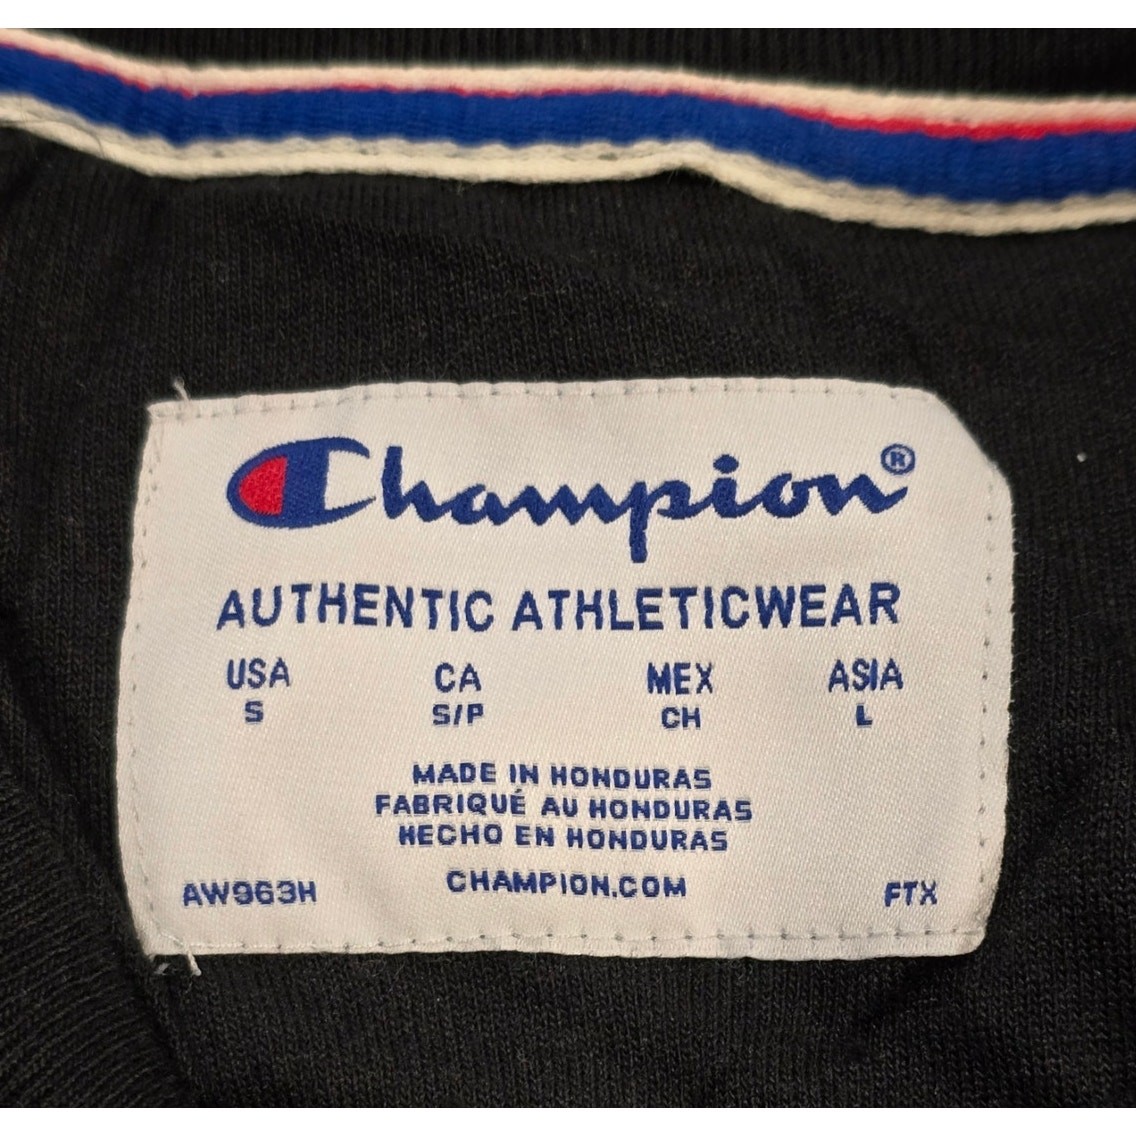 Champion®
AUTHENTIC ATHLETICWEAR
USA CA MEX ASIA
S S/P CH L
MADE IN HONDURAS
FABRIQUÉ AU HONDURAS
HECHO EN HONDURAS
AW963H CHAMPION.COM FTX